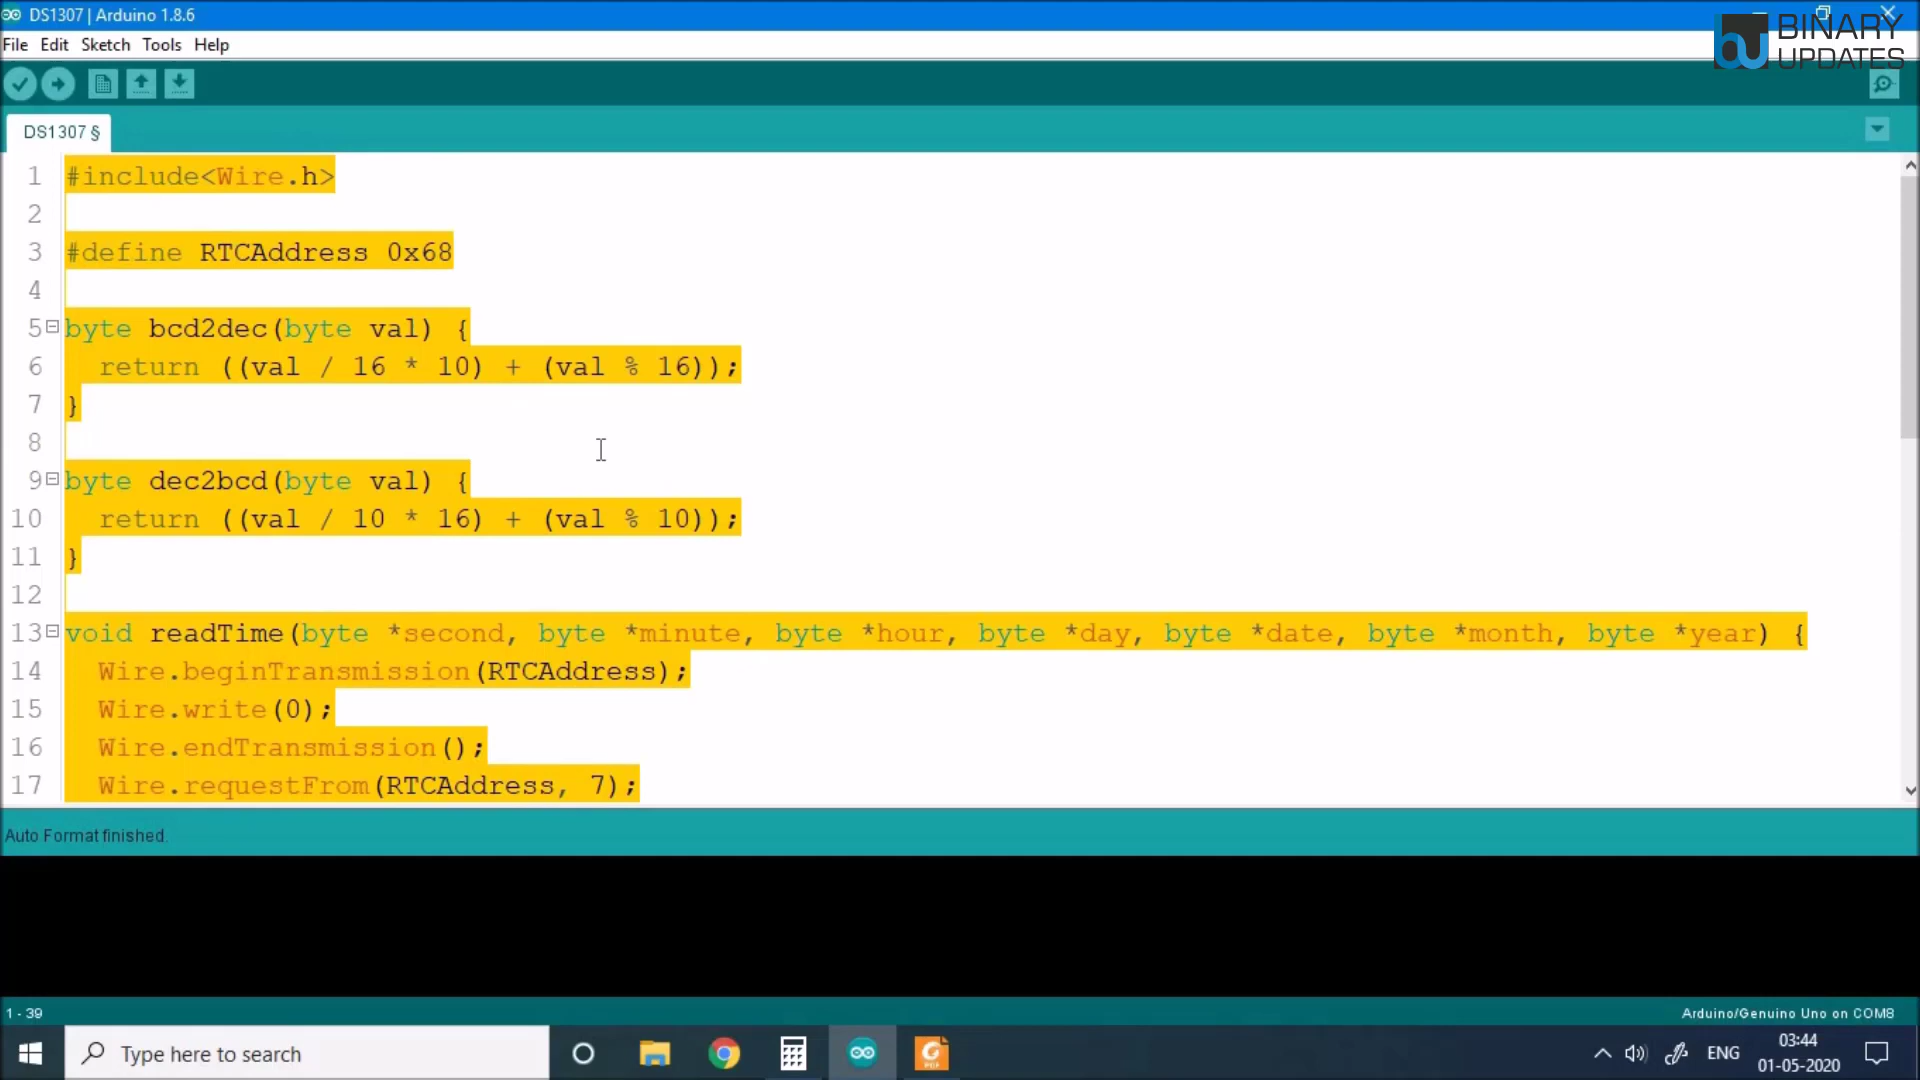 DS1307 | Arduino 1.8.6
BINARY
UPDATES
File Edit Sketch Tools Help
DS1307 §
1 #include<Wire.h>
2
3 #define RTCAddress 0x68
4
5 byte bcd2dec(byte val) {
6 return ((val / 16 * 10) + (val % 16));
7 }
8
9 byte dec2bcd(byte val) {
10 return ((val / 10 * 16) + (val % 10));
11 }
12
13 void readTime(byte *second, byte *minute, byte *hour, byte *day, byte *date, byte *month, byte *year) {
14 Wire.beginTransmission(RTCAddress);
15 Wire.write(0);
16 Wire.endTransmission();
17 Wire.requestFrom(RTCAddress, 7);
Auto Format finished.
1 - 39
Arduino/Genuino Uno on COM8
Type here to search
ENG
03:44
01-05-2020